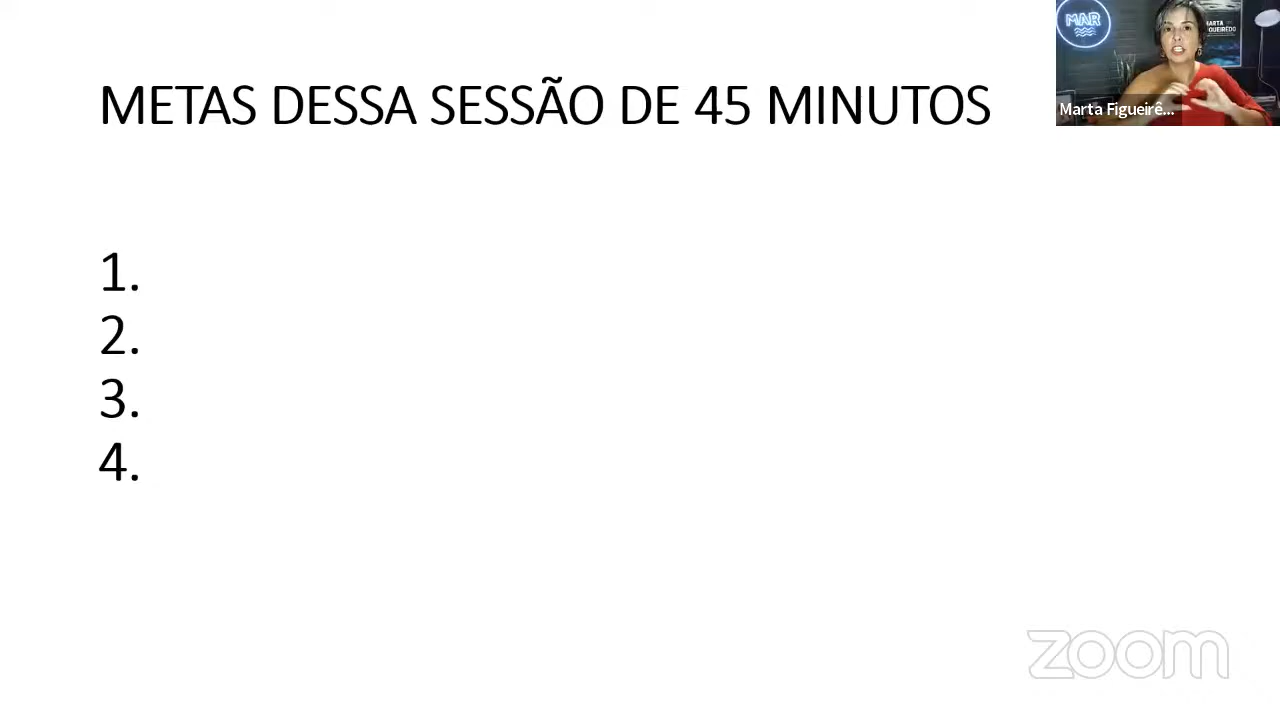 METAS DESSA SESSÃO DE 45 MINUTOS
MAR
Marta Figueirê...
1.
2.
3.
4.
zoom